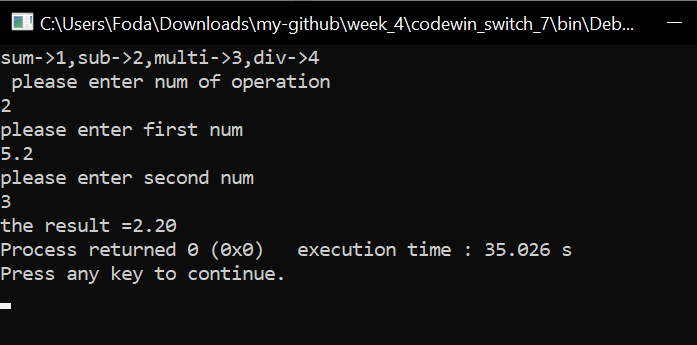 C:\Users\Foda\Downloads\my-github\week_4\codewin_switch_7\bin\Deb...
sum->1,sub->2,multi->3,div->4
 please enter num of operation
2
please enter first num
5.2
please enter second num
3
the result =2.20
Process returned 0 (0x0)   execution time : 35.026 s
Press any key to continue.